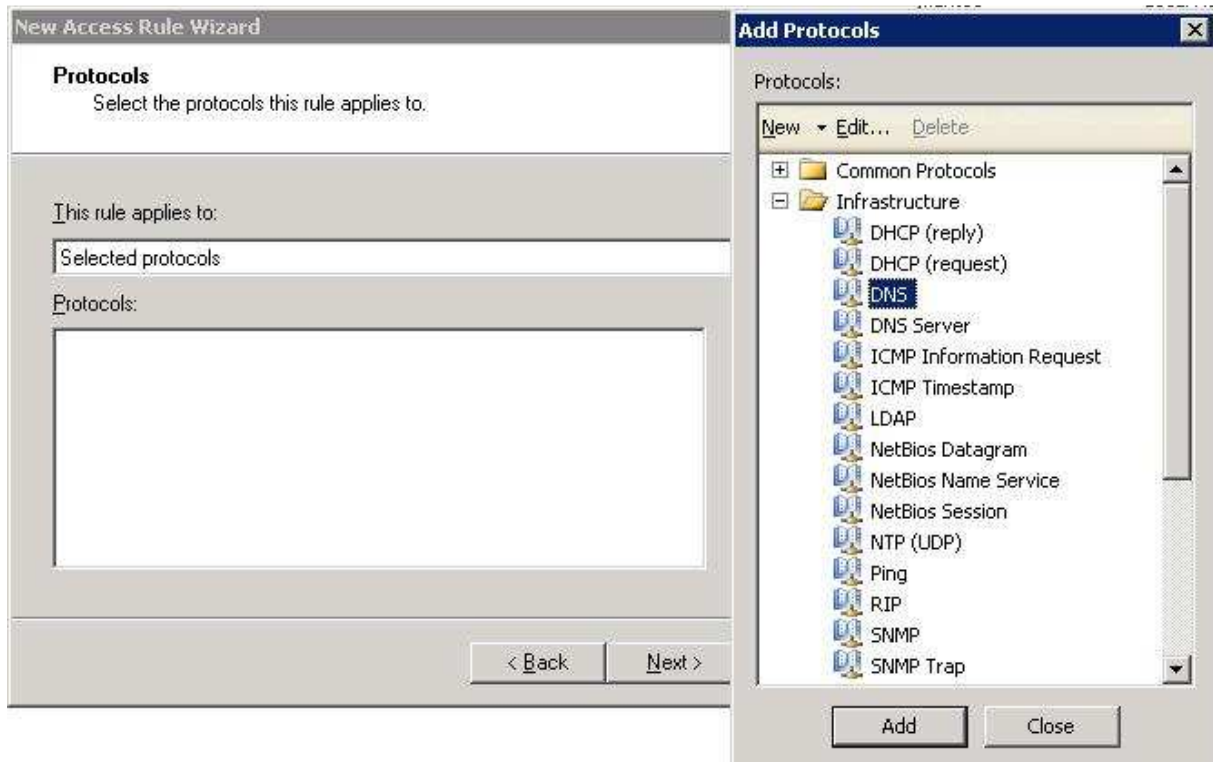 New Access Rule Wizard
Protocols
Select the protocols this rule applies to.
This rule applies to:
Selected protocols
Protocols:
< Back
Next >
Add Protocols
Protocols:
New Edit... Delete
Common Protocols
Infrastructure
DHCP (reply)
DHCP (request)
DNS
DNS Server
ICMP Information Request
ICMP Timestamp
LDAP
NetBios Datagram
NetBios Name Service
NetBios Session
NTP (UDP)
Ping
RIP
SNMP
SNMP Trap
Add
Close